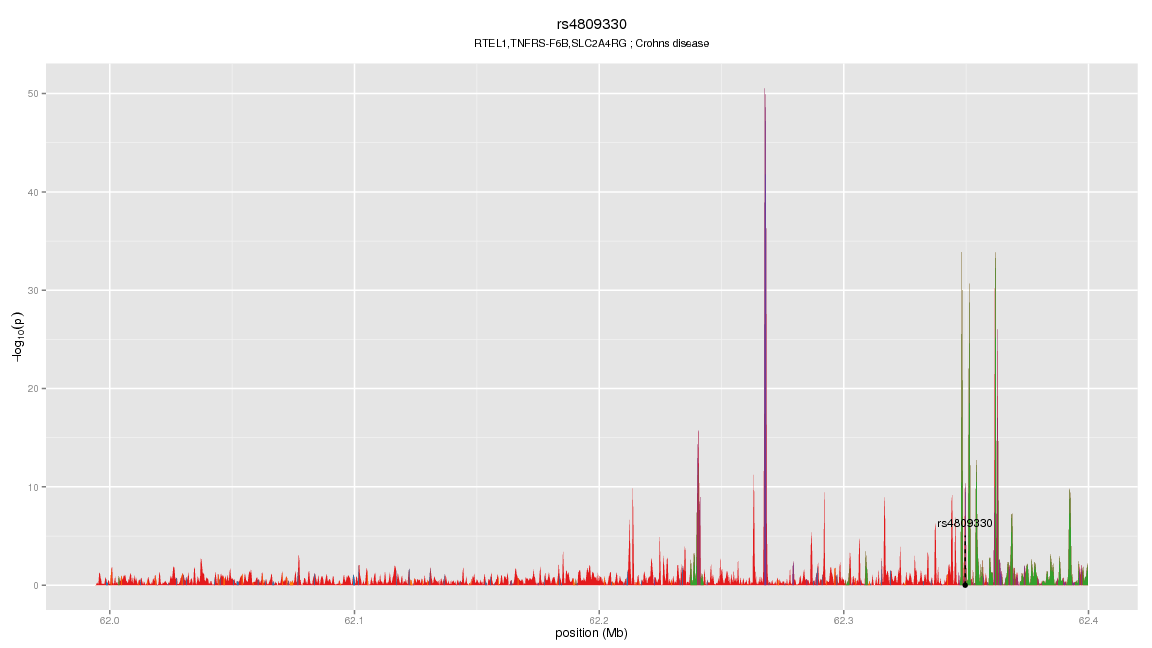 rs4809330
RTEL1,TNFRS-F6B,SLC2A4RG ; Crohns disease
50
40
30
20
10
0
-log10(p)
rs4809330
62.0 62.1 62.2 62.3 62.4
position (Mb)